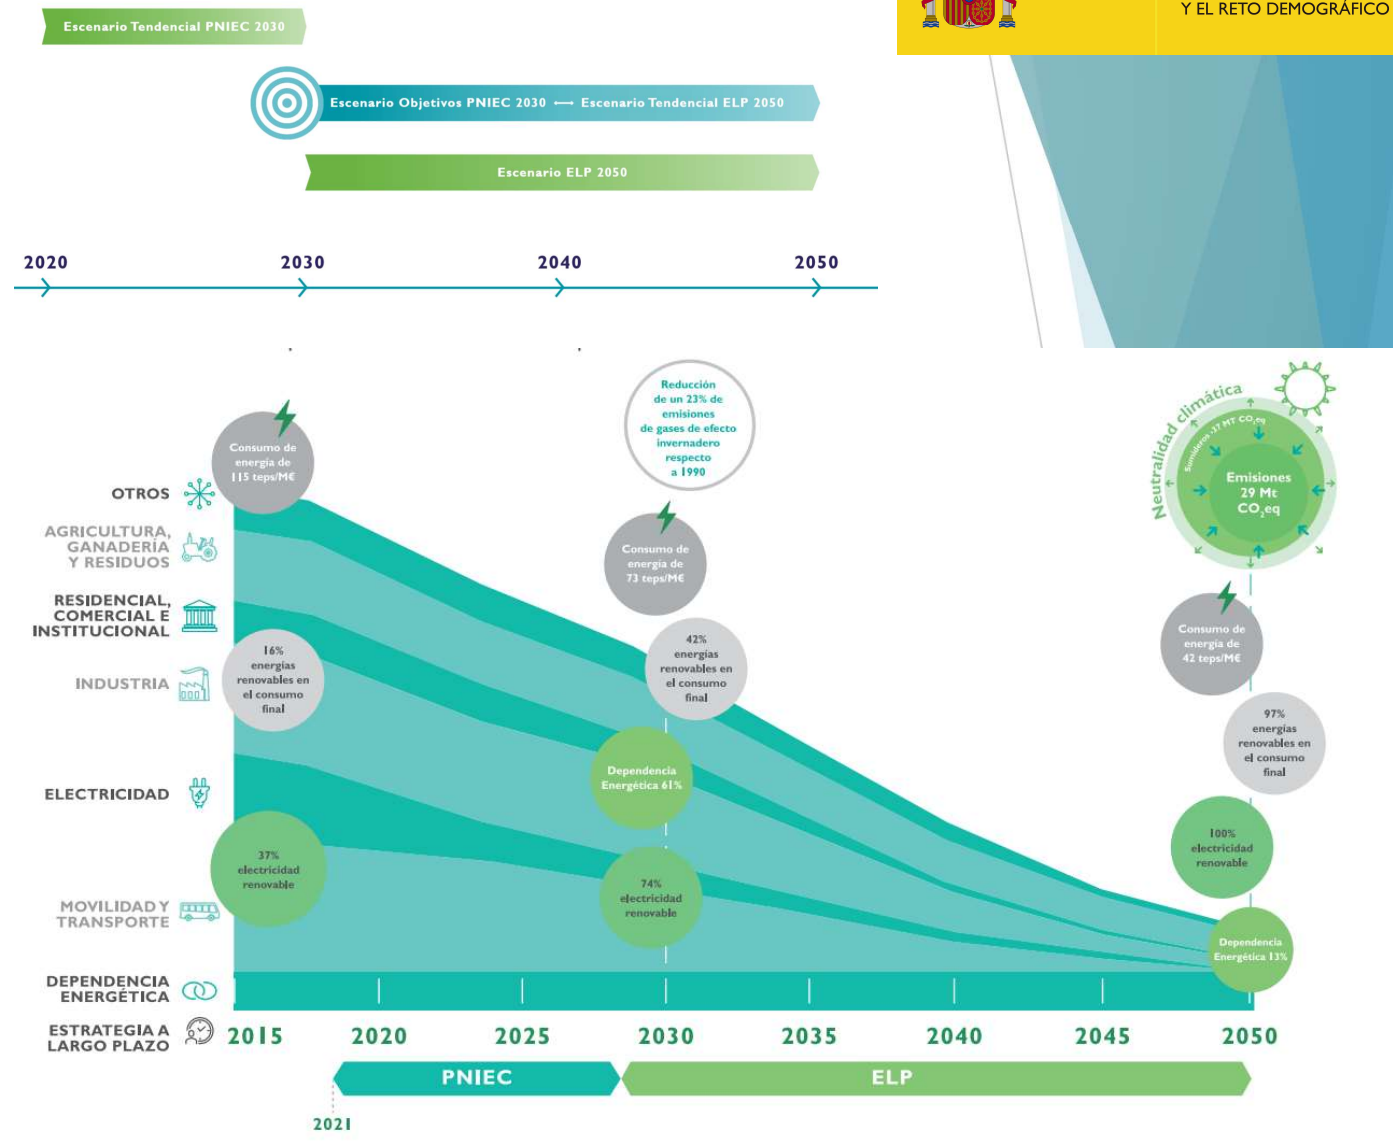 Y EL RETO DEMOGRÁFICO
Escenario Tendencial PNIEC 2030
Escenario Objetivos PNIEC 2030 ⟷ Escenario Tendencial ELP 2050
Escenario ELP 2050
2020
2030
2040
2050
Reducción
de un 23% de
emisiones
de gases de efecto
invernadero
respecto
a 1990
Neutralidad climática
Sumideros -37 MT CO₂eq
Emisiones
29 Mt
CO₂eq
Consumo de
energía de
115 teps/M€
Consumo de
energía de
73 teps/M€
Consumo de
energía de
42 teps/M€
OTROS
AGRICULTURA,
GANADERÍA
Y RESIDUOS
RESIDENCIAL,
COMERCIAL E
INSTITUCIONAL
INDUSTRIA
ELECTRICIDAD
MOVILIDAD Y
TRANSPORTE
DEPENDENCIA
ENERGÉTICA
ESTRATEGIA A
LARGO PLAZO
16%
energías
renovables en
el consumo
final
42%
energías
renovables en
el consumo
final
97%
energías
renovables en
el consumo
final
Dependencia
Energética 61%
37%
electricidad
renovable
74%
electricidad
renovable
100%
electricidad
renovable
Dependencia
Energética 13%
2015
2020
2025
2030
2035
2040
2045
2050
PNIEC
ELP
2021